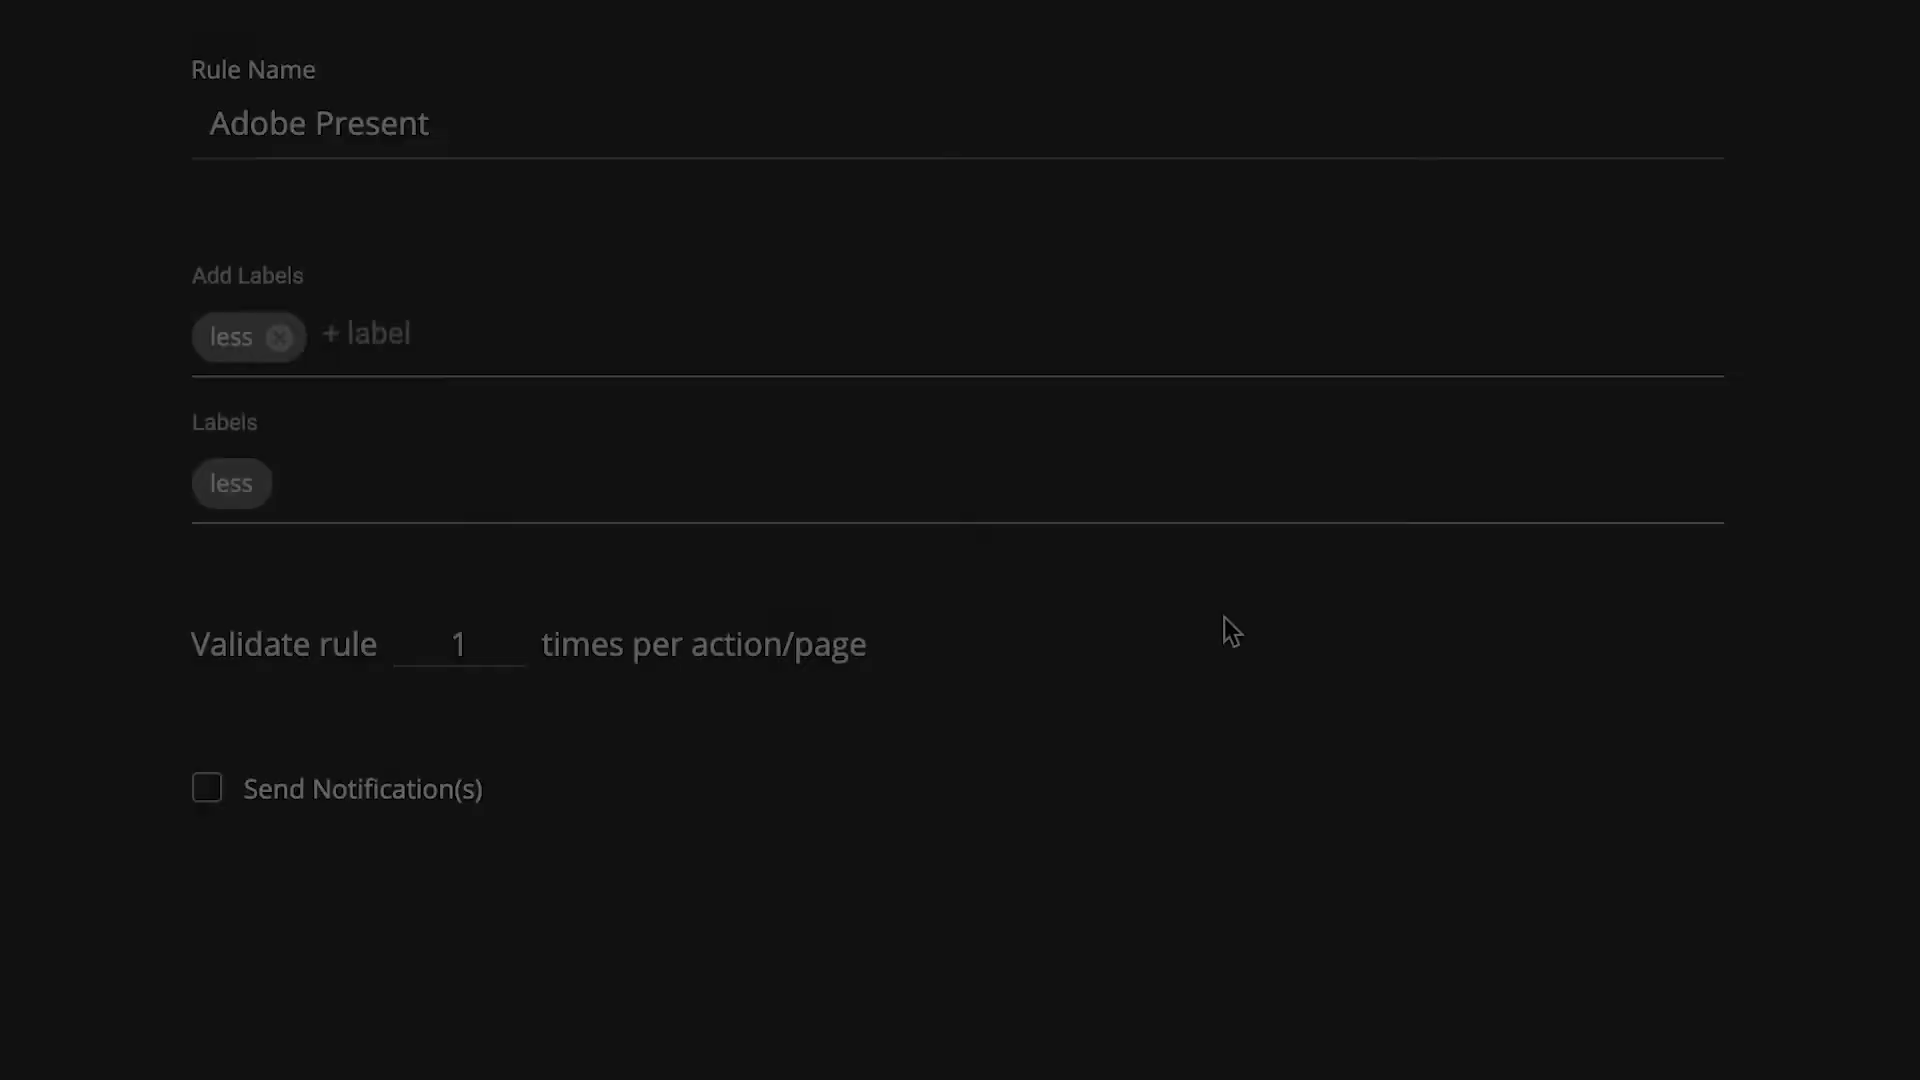 Rule Name
Adobe Present
Add Labels
less + label
Labels
less
Validate rule 1 times per action/page
Send Notification(s)